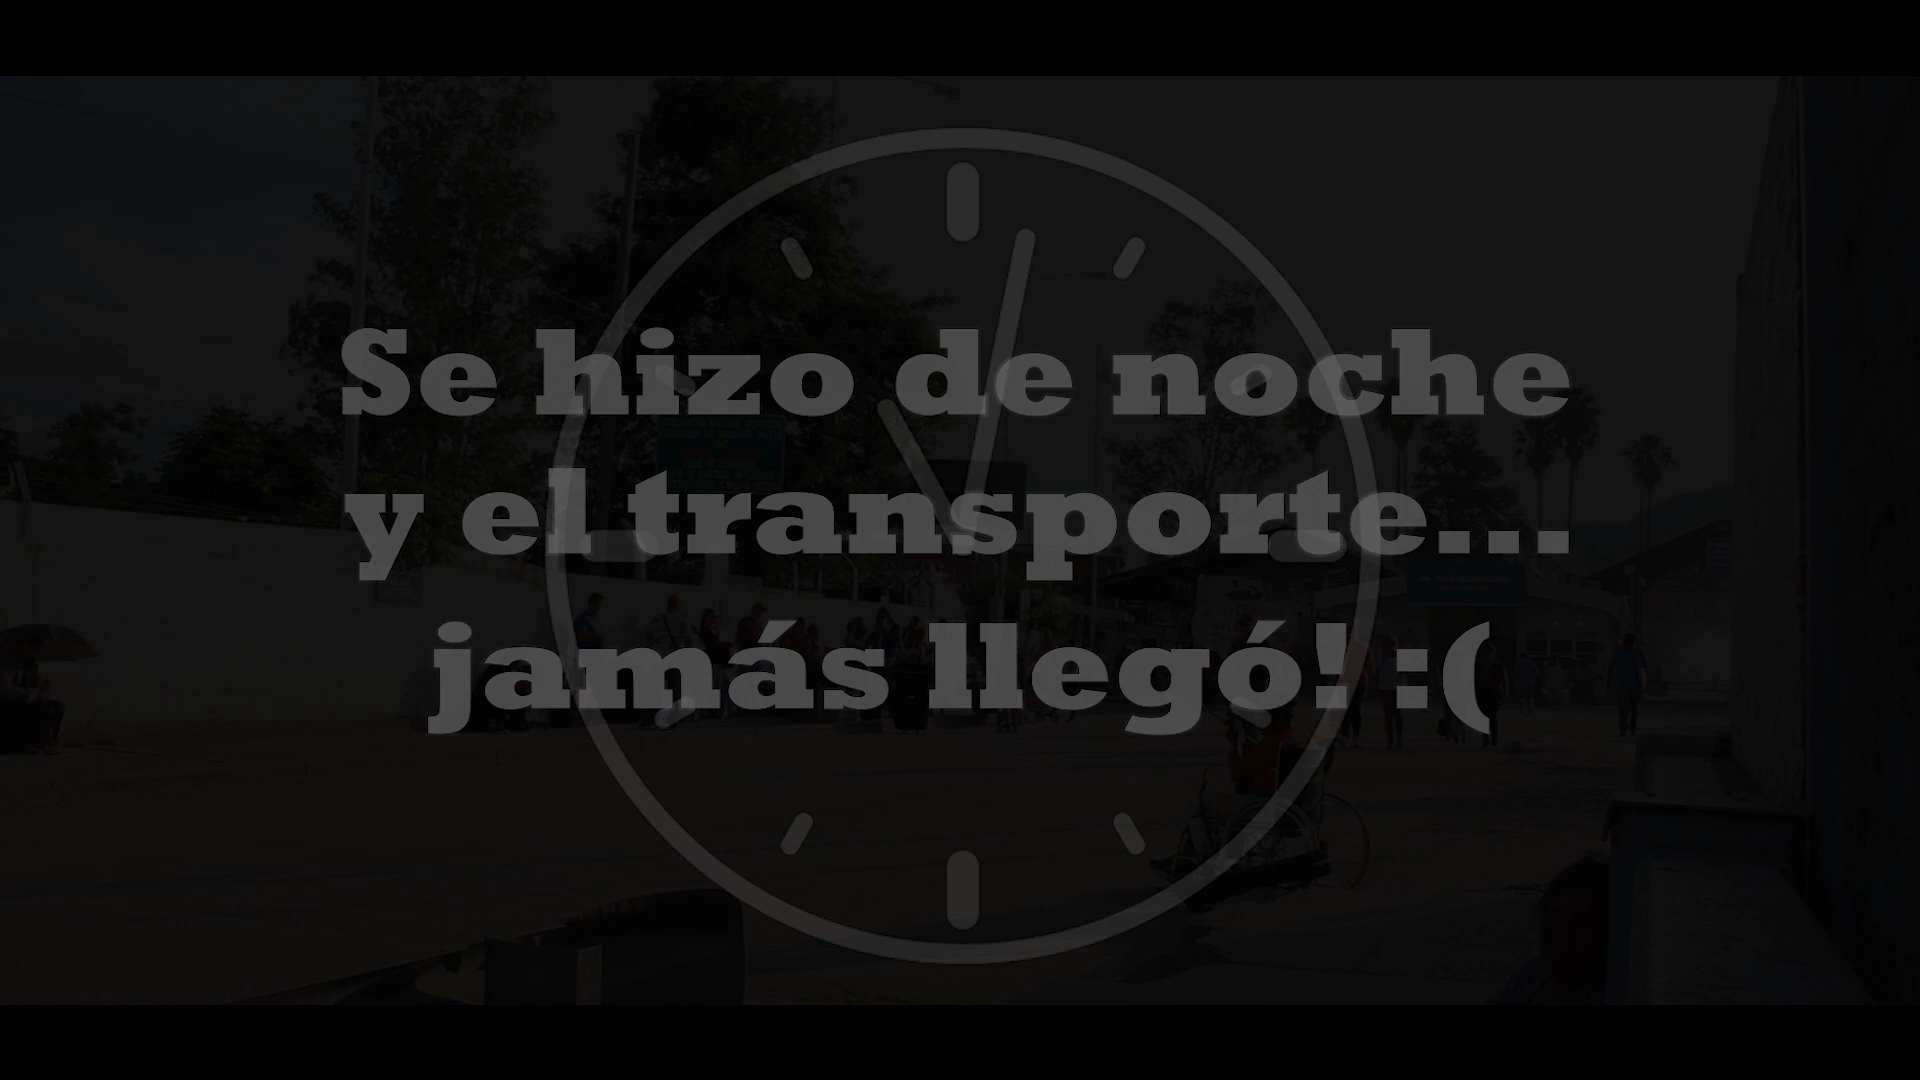 Se hizo de noche
y el transporte...
jamás llegó! :(